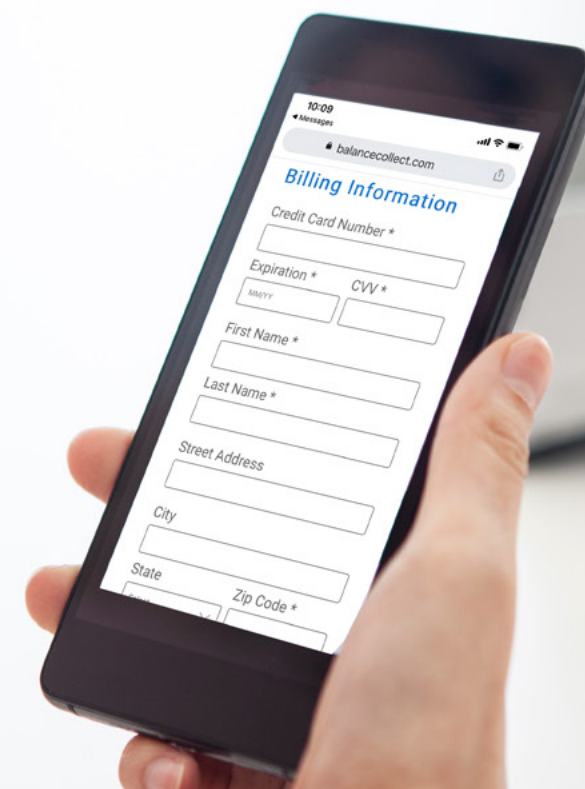 10:09
◀ Messages
balancecollect.com
Billing Information
Credit Card Number *
Expiration * CVV *
MM/YY
First Name *
Last Name *
Street Address
City
State Zip Code *